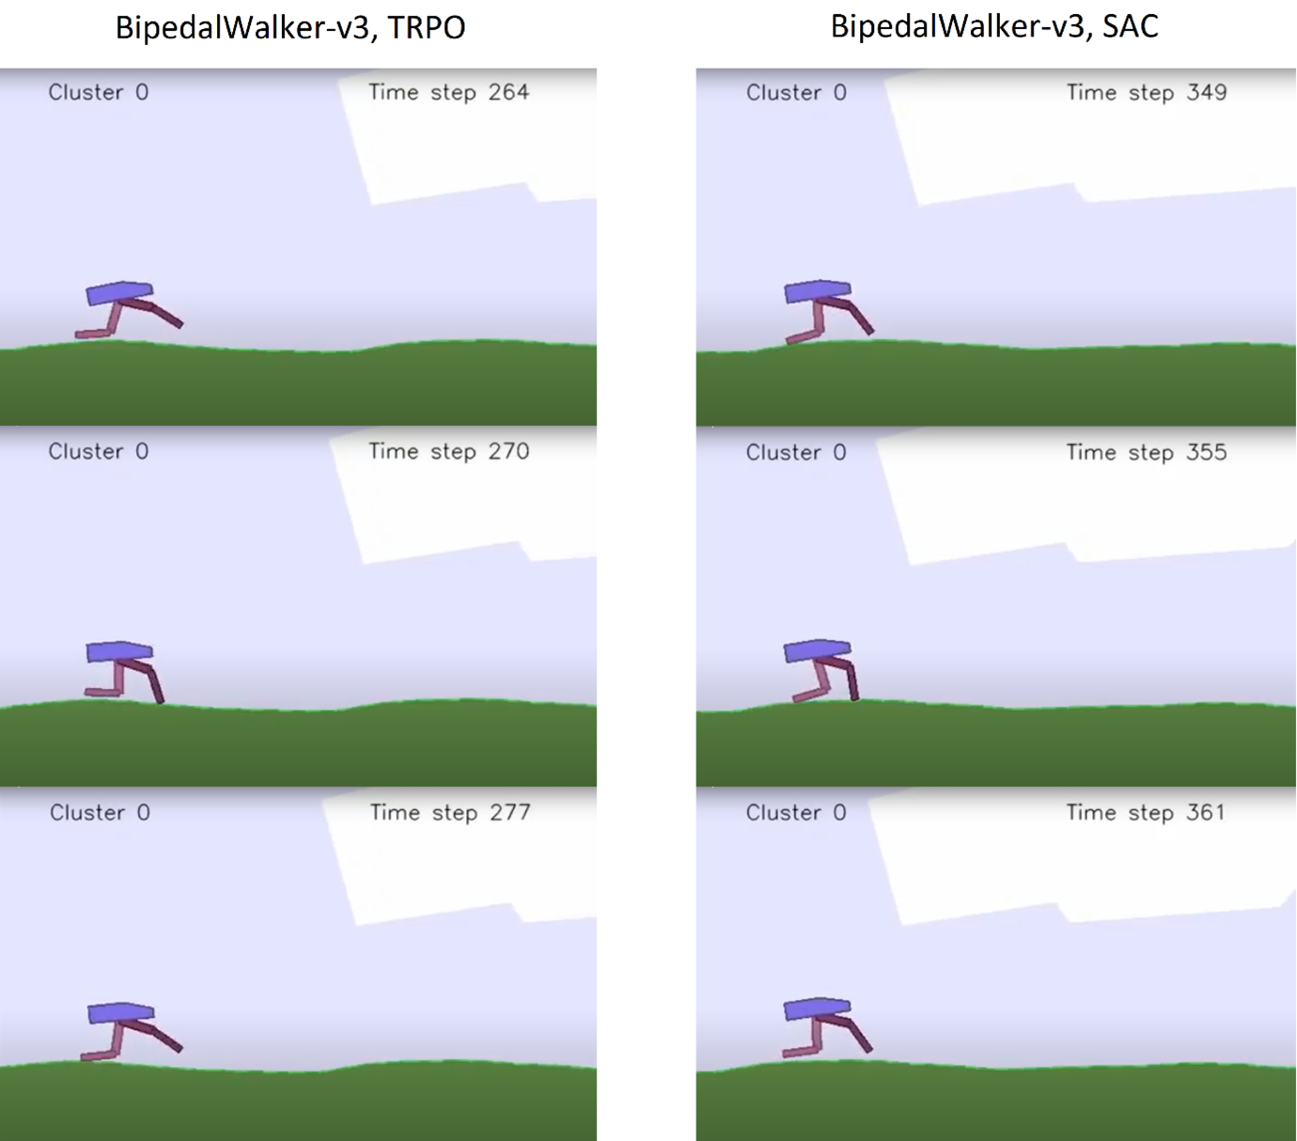 BipedalWalker-v3, TRPO
BipedalWalker-v3, SAC
Cluster 0 Time step 264
Cluster 0 Time step 349
Cluster 0 Time step 270
Cluster 0 Time step 355
Cluster 0 Time step 277
Cluster 0 Time step 361